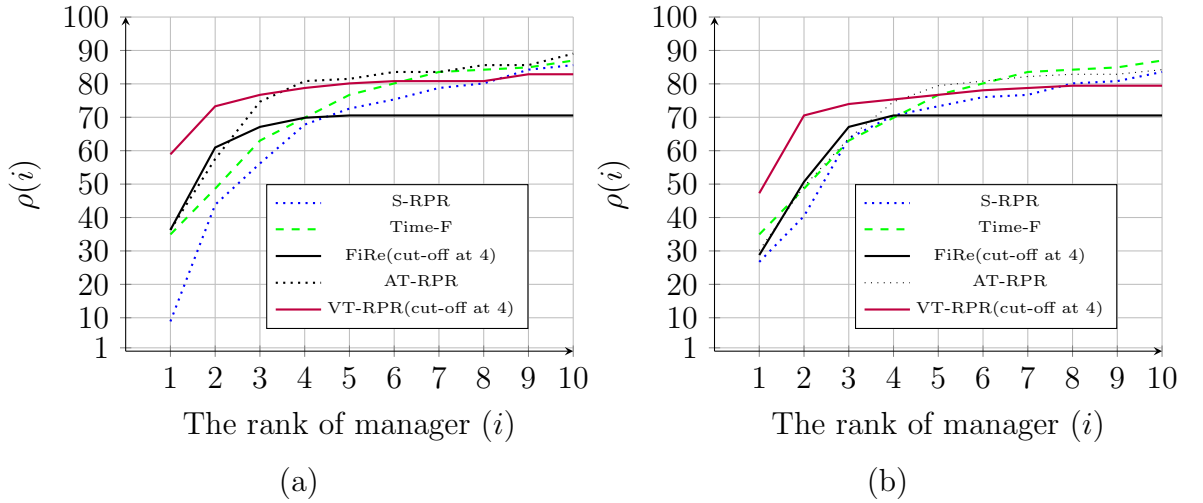 100
90
80
70
60
50
40
30
20
10
1
ρ(i)
S-RPR
Time-F
FiRe(cut-off at 4)
AT-RPR
VT-RPR(cut-off at 4)
1 2 3 4 5 6 7 8 9 10
The rank of manager (i)
(a)
100
90
80
70
60
50
40
30
20
10
1
ρ(i)
S-RPR
Time-F
FiRe(cut-off at 4)
AT-RPR
VT-RPR(cut-off at 4)
1 2 3 4 5 6 7 8 9 10
The rank of manager (i)
(b)